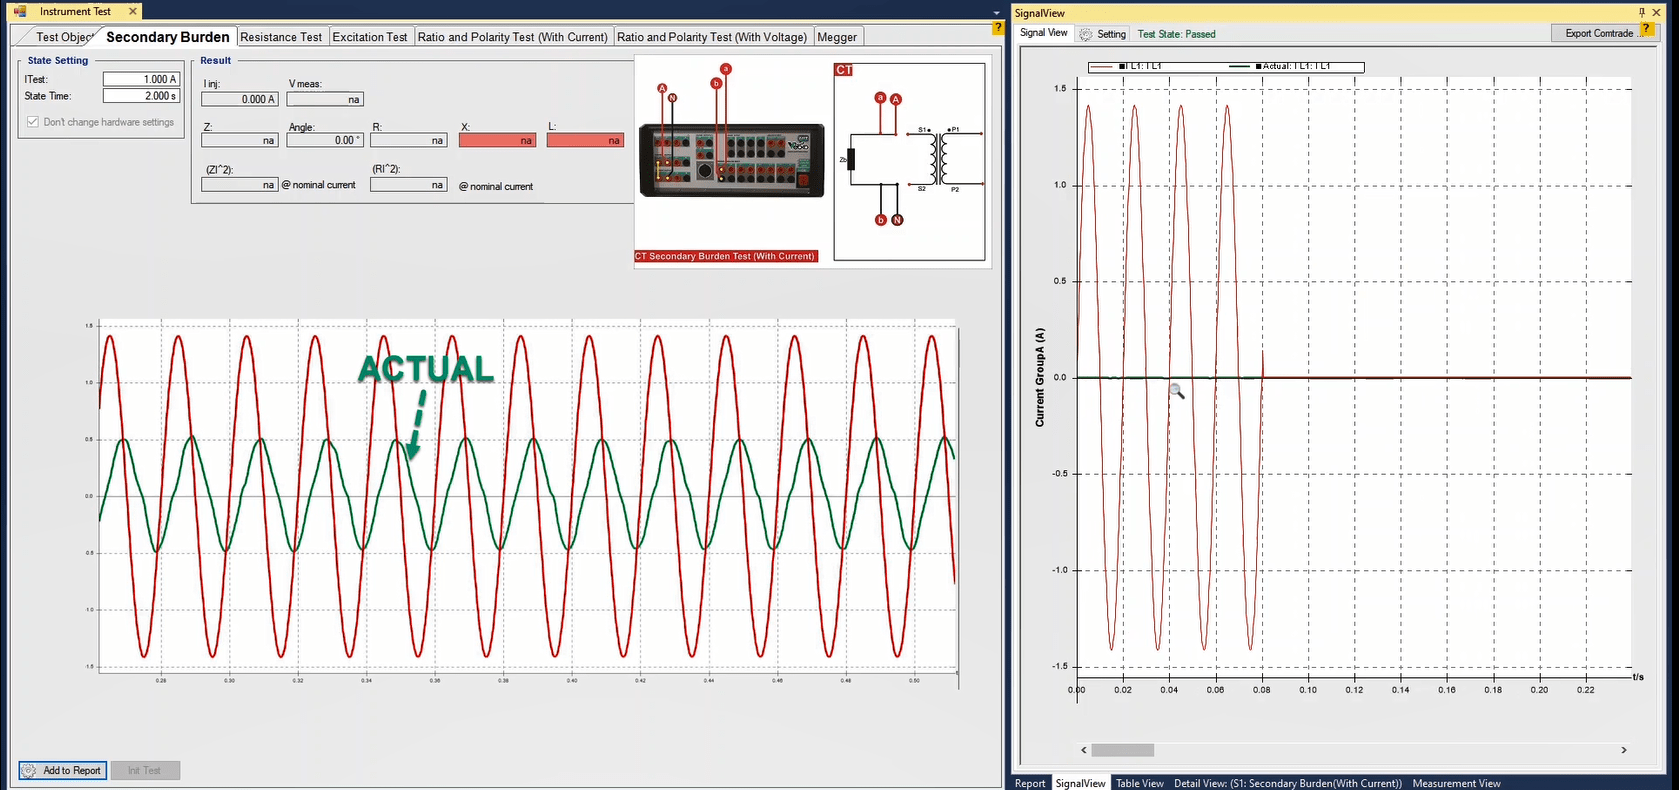 Instrument Test
Test Object
Secondary Burden
Resistance Test
Excitation Test
Ratio and Polarity Test (With Current)
Ratio and Polarity Test (With Voltage)
Megger
?
State Setting
ITest:
1.000 A
State Time:
2.000 s
Don't change hardware settings
Result
I inj:
V meas:
0.000 A
na
Z:
Angle:
R:
X:
L:
na
0.00 °
na
na
na
(ZI^2):
(RI^2):
na
@ nominal current
na
@ nominal current
A
N
b
a
CT Secondary Burden Test (With Current)
CT
a
A
S1
P1
Zb
S2
P2
b
N
ACTUAL
1.5
1.0
0.5
0.0
0.5
1.0
1.5
0.28
0.30
0.32
0.34
0.36
0.38
0.40
0.42
0.44
0.46
0.48
0.50
Add to Report
Init Test
SignalView
Signal View
Setting
Test State: Passed
Export Comtrade ...
?
I L1: I L1
Actual: I L1: I L1
Current GroupA (A)
1.5
1.0
0.5
0.0
-0.5
-1.0
-1.5
0.00
0.02
0.04
0.06
0.08
0.10
0.12
0.14
0.16
0.18
0.20
0.22
t/s
Report
SignalView
Table View
Detail View: (S1: Secondary Burden(With Current))
Measurement View